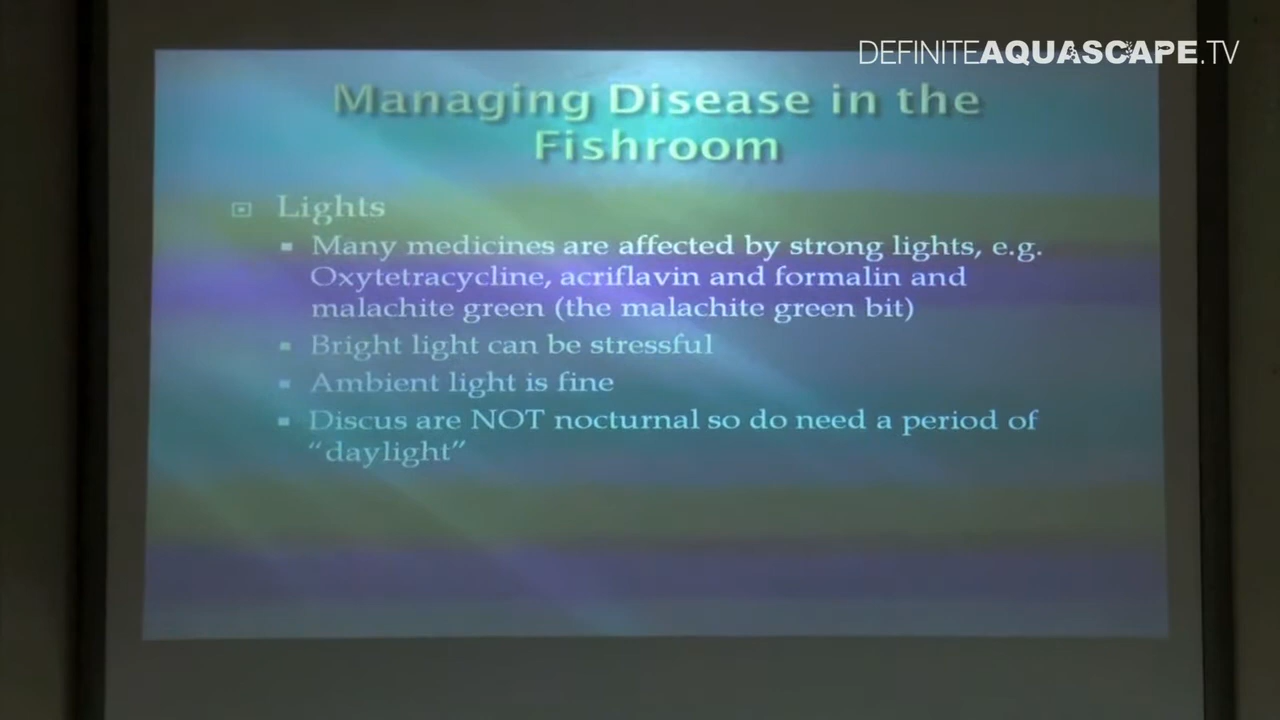 DEFINITEAQUASCAPE.TV
Managing Disease in the
Fishroom
Lights
Many medicines are affected by strong lights, e.g.
Oxytetracycline, acriflavin and formalin and
malachite green (the malachite green bit)
Bright light can be stressful
Ambient light is fine
Discus are NOT nocturnal so do need a period of
“daylight”